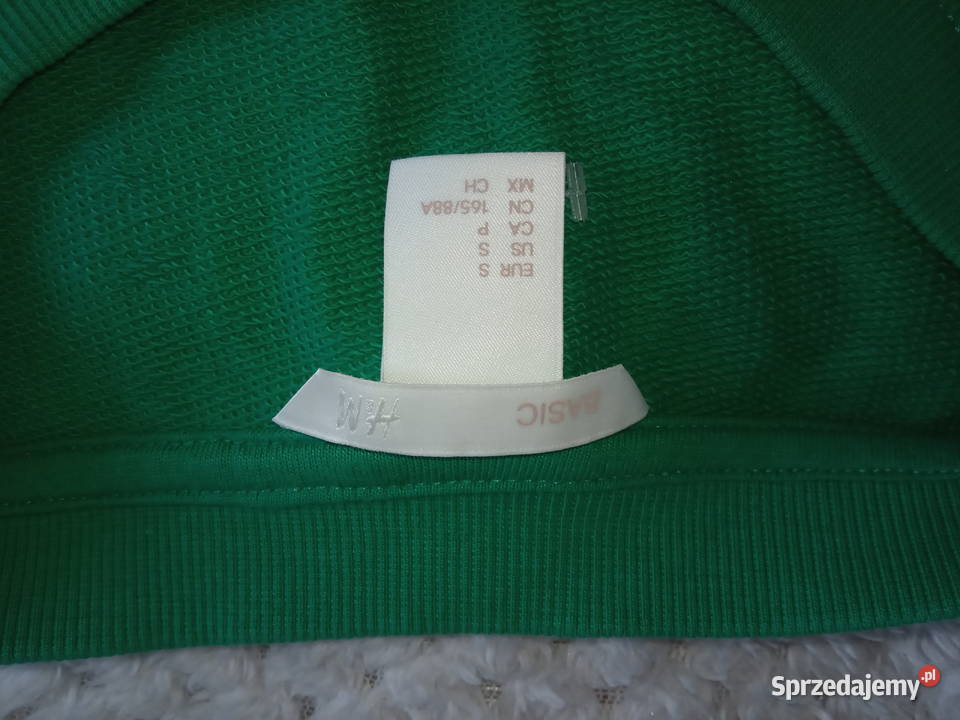 BASIC H&M
EUR S
US S
CA P
CN 165/88A
MX CH
Sprzedajemy.pl